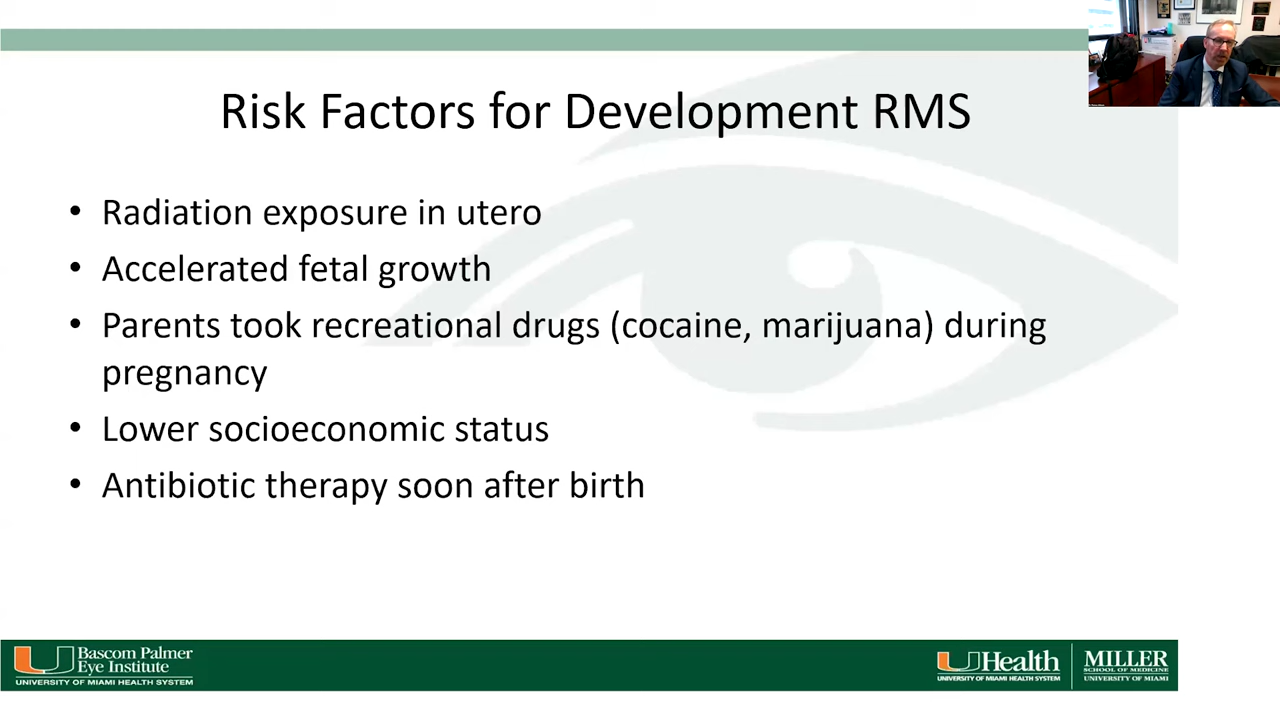 Risk Factors for Development RMS
• Radiation exposure in utero
• Accelerated fetal growth
• Parents took recreational drugs (cocaine, marijuana) during
pregnancy
• Lower socioeconomic status
• Antibiotic therapy soon after birth
Bascom Palmer
Eye Institute
UNIVERSITY OF MIAMI HEALTH SYSTEM
UHealth
UNIVERSITY OF MIAMI HEALTH SYSTEM
MILLER
SCHOOL OF MEDICINE
UNIVERSITY OF MIAMI